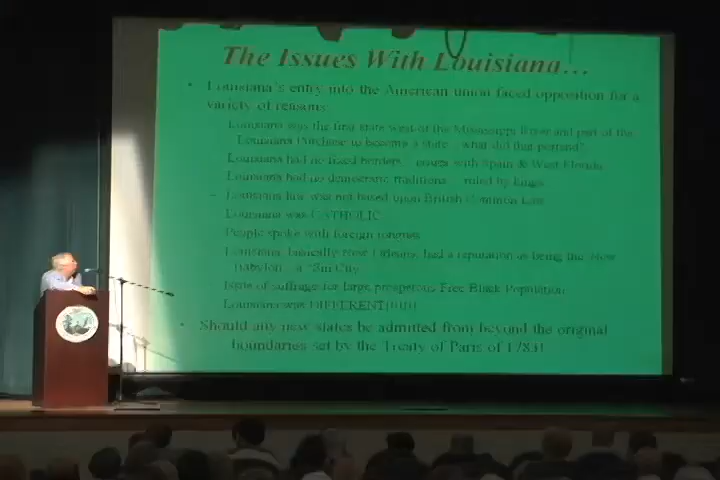 The Issues With Louisiana…
• Louisiana's entry into the American union faced opposition for a
variety of reasons
Louisiana was the first state west of the Mississippi River and part of the
Louisiana Purchase to become a state – what did that portend?
Louisiana had no fixed borders – issues with Spain & West Florida
Louisiana had no democratic traditions – ruled by kings
– Louisiana law was not based upon British Common Law
Louisiana was CATHOLIC
People spoke with foreign tongues
Louisiana, basically New Orleans, had a reputation as being the New
Babylon – a "Sin City
Issue of suffrage for large prosperous Free Black Population
Louisiana was DIFFERENT!!!!!
• Should any new states be admitted from beyond the original
boundaries set by the Treaty of Paris of 1783?